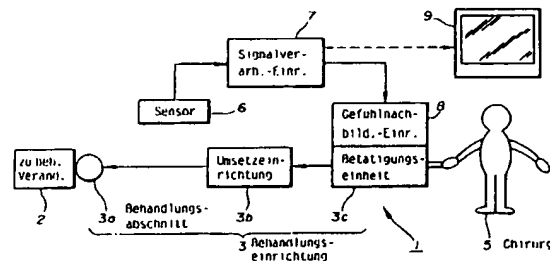 7
9
Signalver-
arb.-Einr.
Sensor
6
Gefühlnach-
bild.-Einr.
8
zu beh.
Veränd.
2
3a
Umsetzein-
richtung
3b
Betätigungs-
einheit
3c
1
Behandlungs-
abschnitt
3 Behandlungs-
einrichtung
5 Chirurg